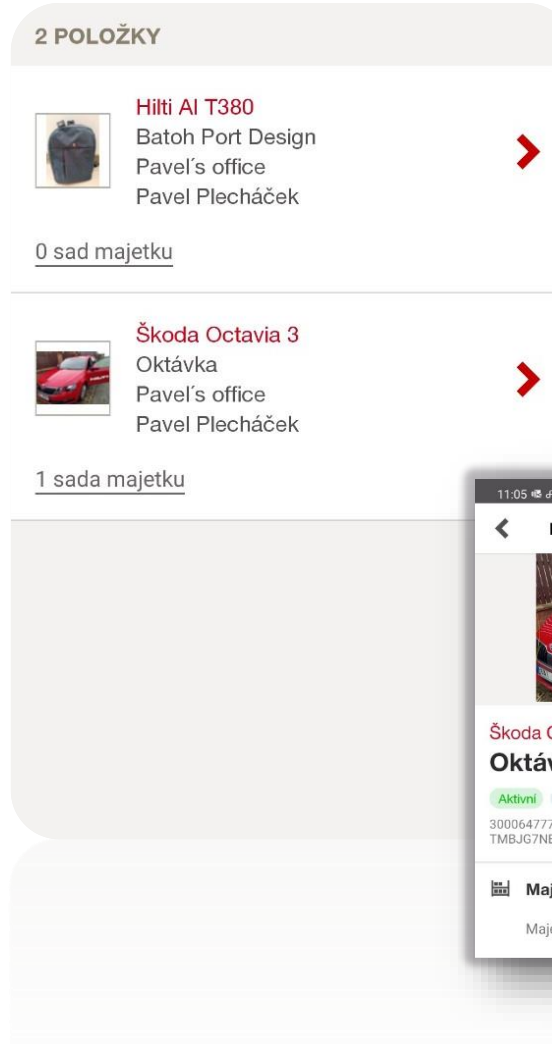 2 POLOŽKY
Hilti AI T380
Batoh Port Design
Pavel´s office
Pavel Plecháček
0 sad majetku
Škoda Octavia 3
Oktávka
Pavel´s office
Pavel Plecháček
1 sada majetku
11:05
Škoda
Aktivní